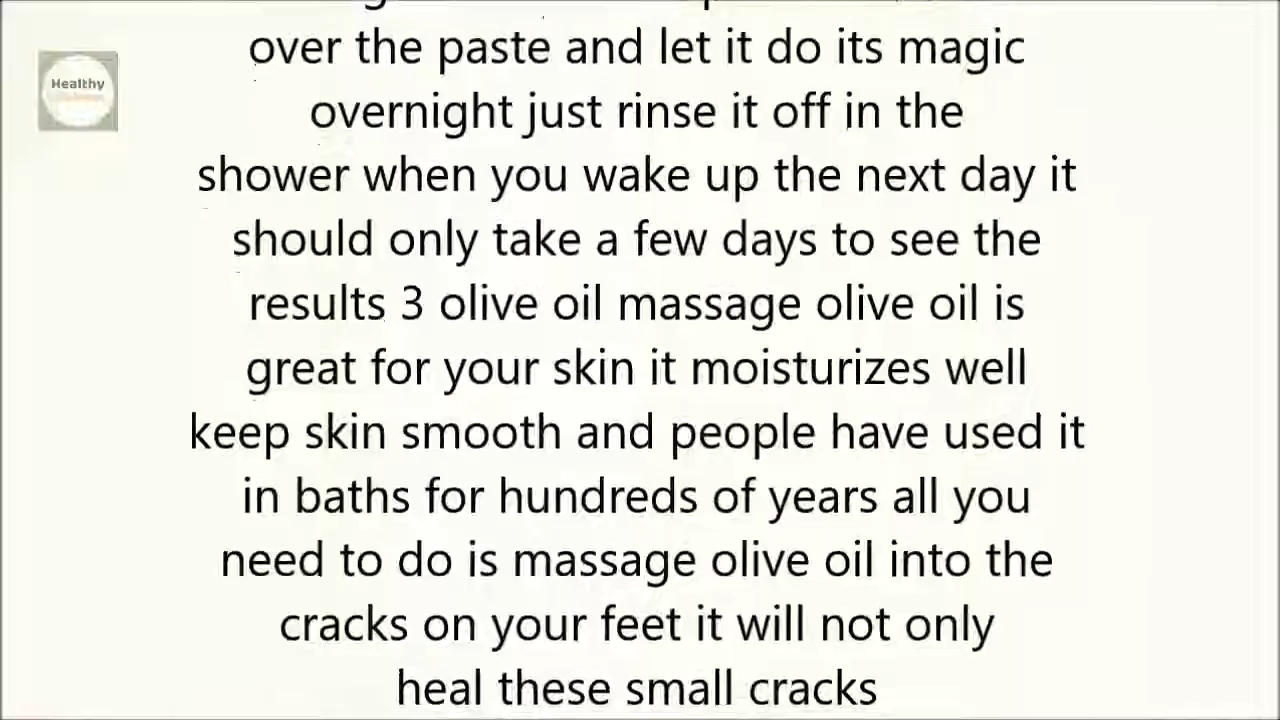 Healthy
over the paste and let it do its magic
overnight just rinse it off in the
shower when you wake up the next day it
should only take a few days to see the
results 3 olive oil massage olive oil is
great for your skin it moisturizes well
keep skin smooth and people have used it
in baths for hundreds of years all you
need to do is massage olive oil into the
cracks on your feet it will not only
heal these small cracks